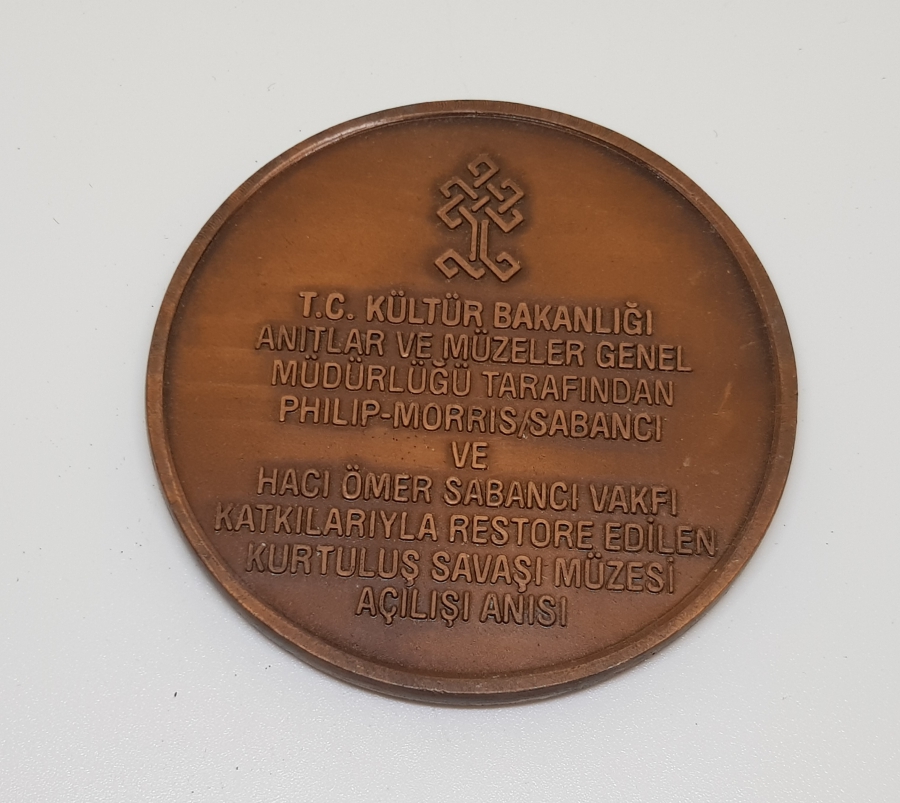 T.C. KÜLTÜR BAKANLIĞI
ANITLAR VE MÜZELER GENEL
MÜDÜRLÜĞÜ TARAFINDAN
PHILIP-MORRIS/SABANCI
VE
HACI ÖMER SABANCI VAKFI
KATKILARIYLA RESTORE EDİLEN
KURTULUŞ SAVAŞI MÜZESİ
AÇILIŞI ANISI